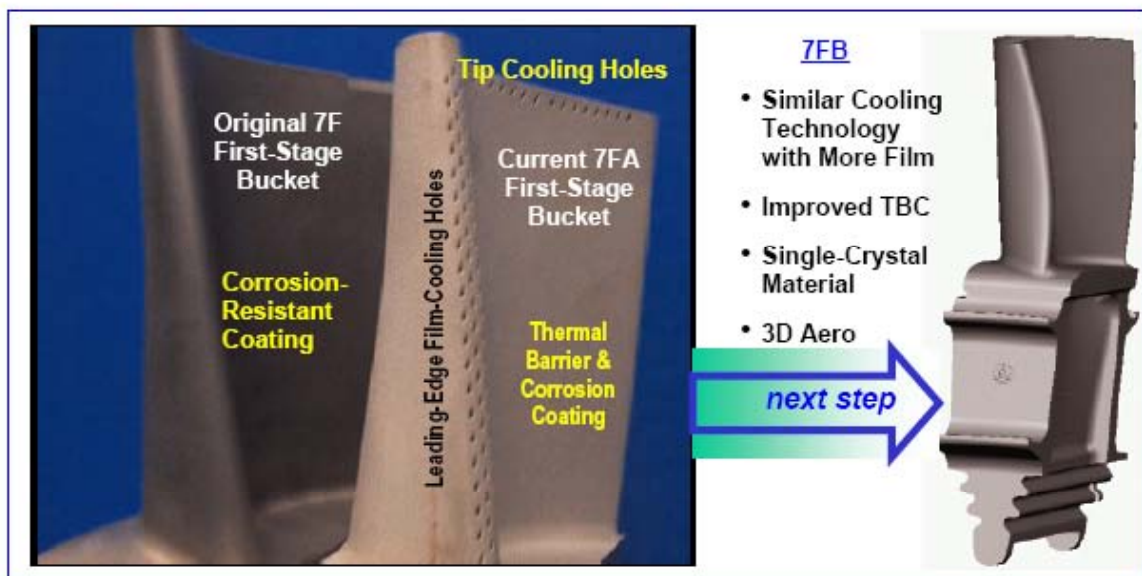 Tip Cooling Holes
Original 7F
First-Stage
Bucket
Current 7FA
First-Stage
Bucket
Leading-Edge Film-Cooling Holes
Corrosion-
Resistant
Coating
Thermal
Barrier &
Corrosion
Coating
7FB
• Similar Cooling
Technology
with More Film
• Improved TBC
• Single-Crystal
Material
• 3D Aero
next step